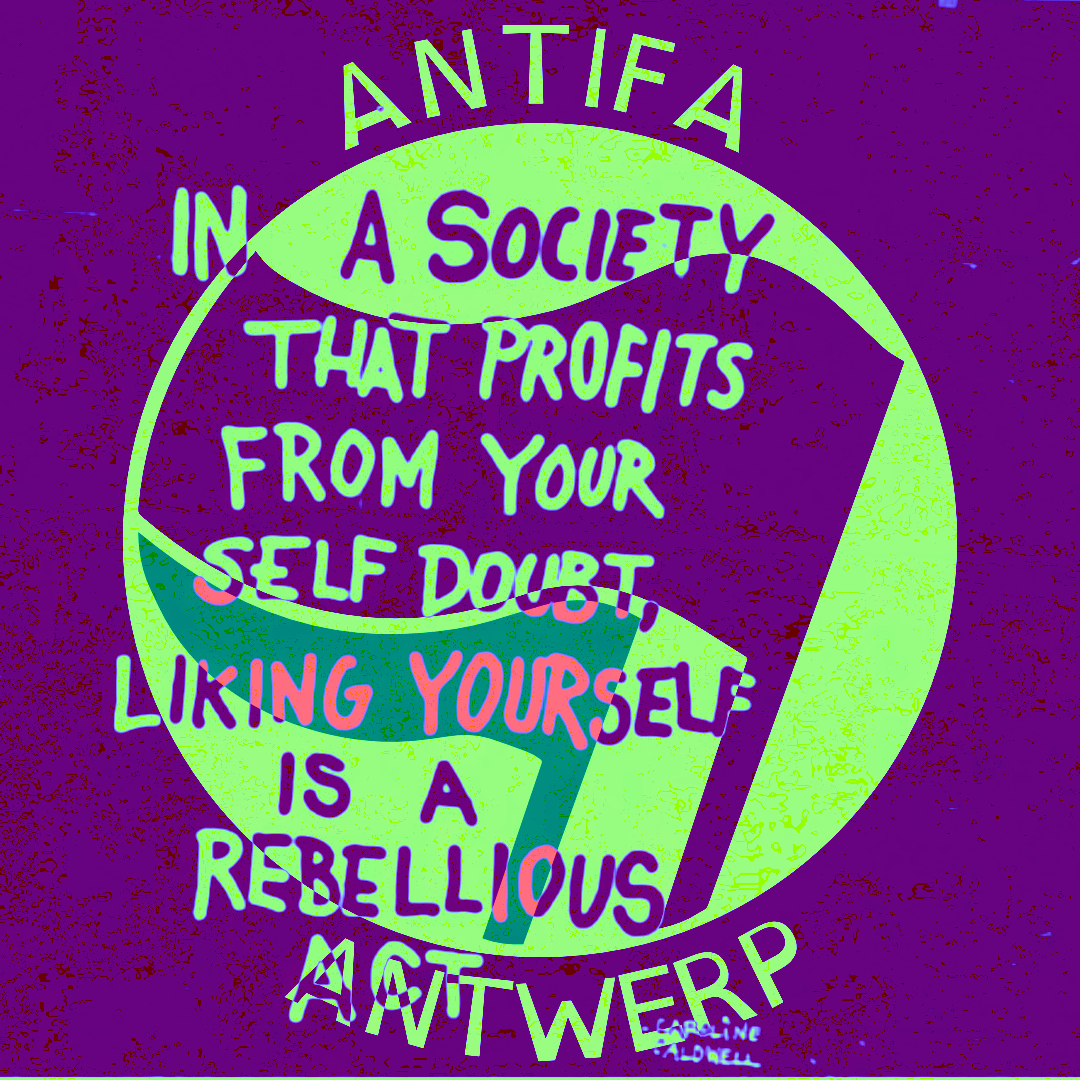 ANTIFA
IN A SOCIETY
THAT PROFITS
FROM YOUR
SELF DOUBT,
LIKING YOURSELF
IS A
REBELLIOUS
ACT
ANTWERP
- CAROLINE
CALDWELL